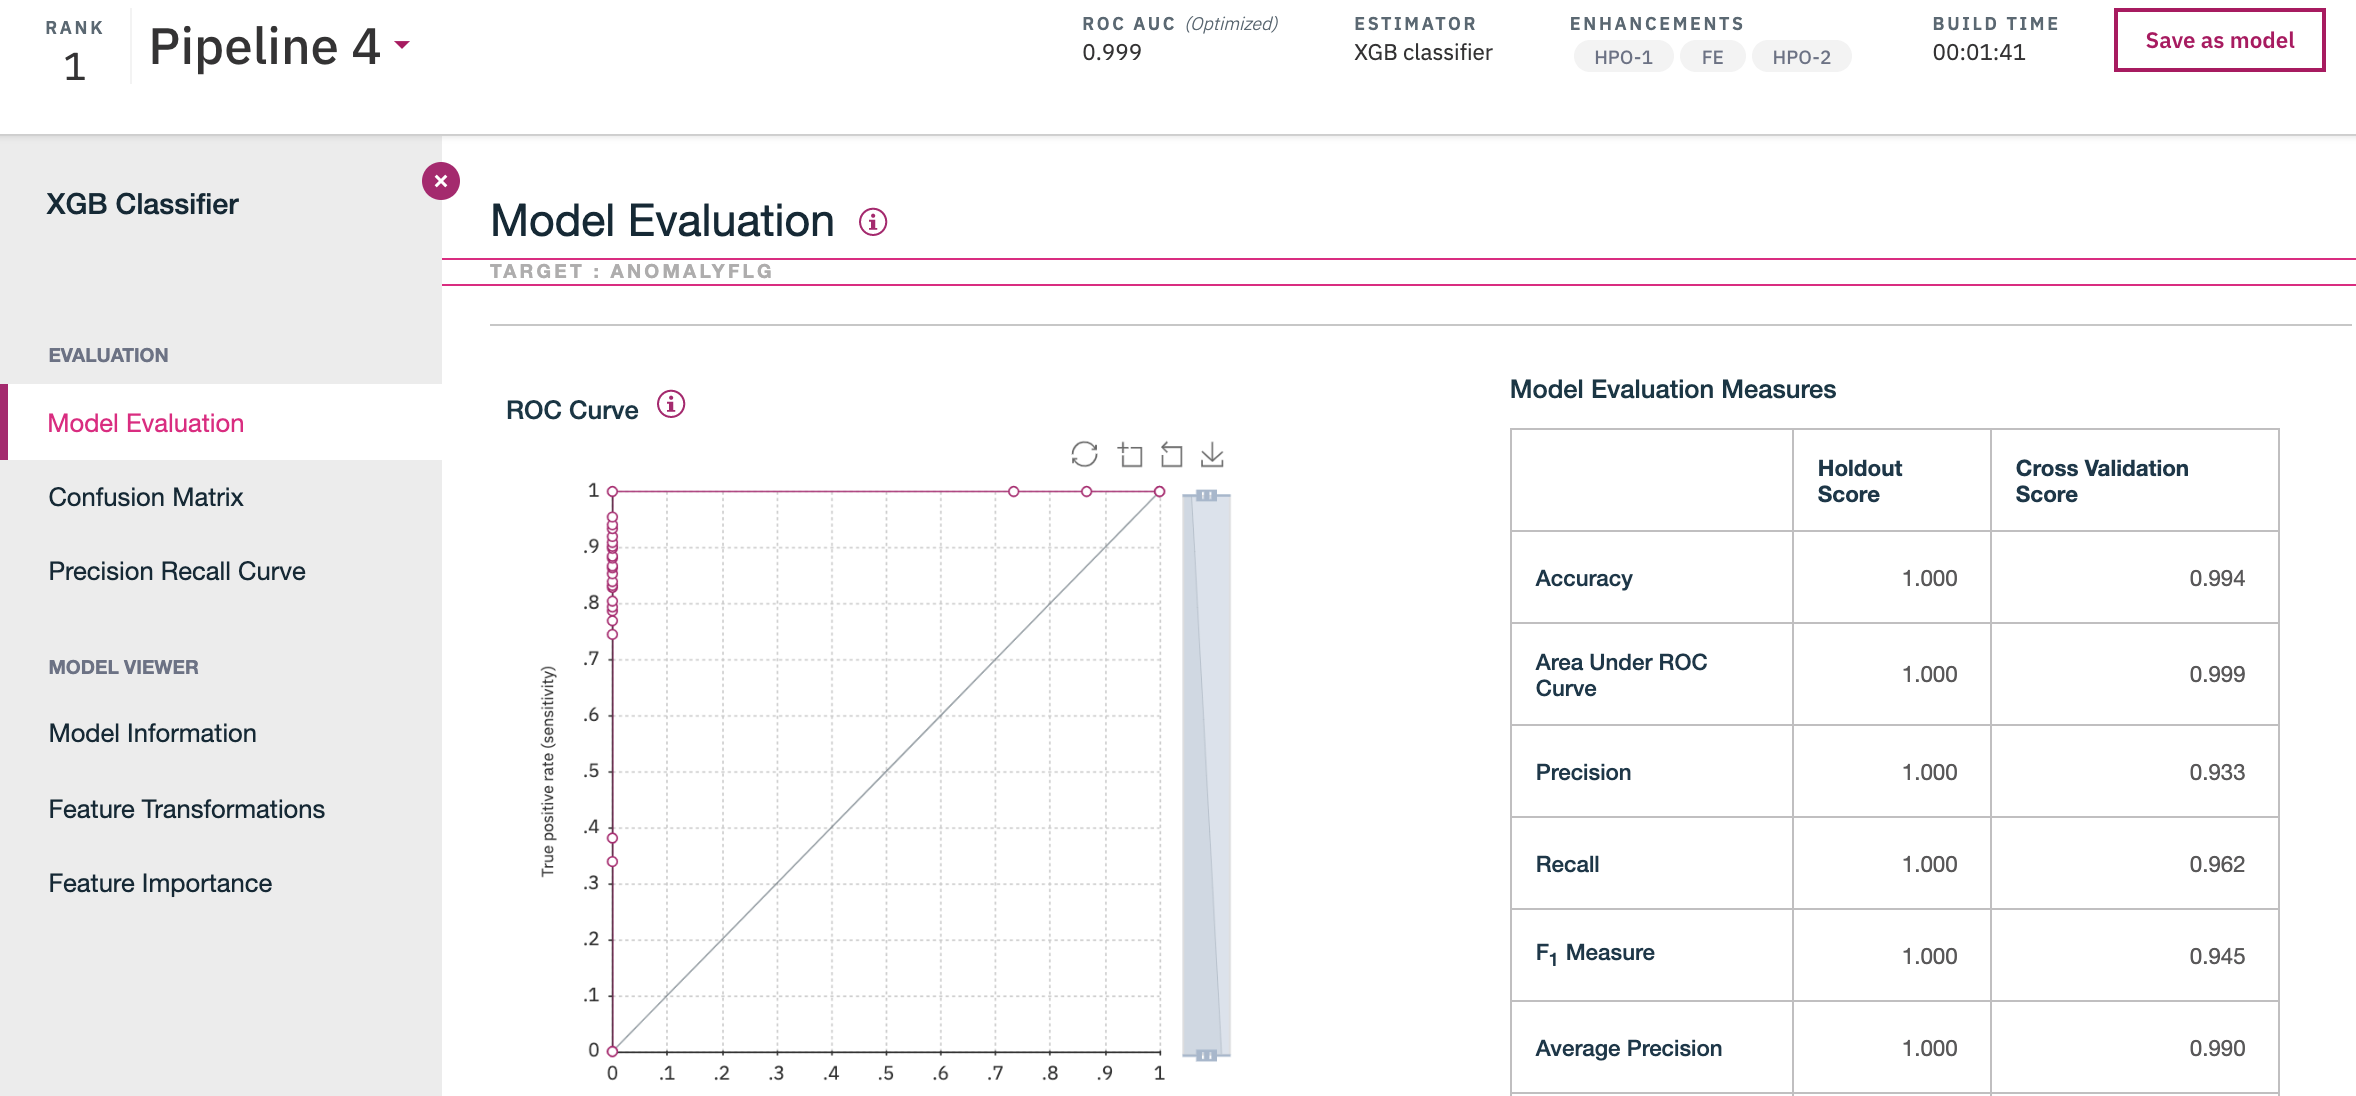 RANK
1
Pipeline 4
ROC AUC (Optimized)
0.999
ESTIMATOR
XGB classifier
ENHANCEMENTS
HPO-1 FE HPO-2
BUILD TIME
00:01:41
Save as model
XGB Classifier
EVALUATION
Model Evaluation
Confusion Matrix
Precision Recall Curve
MODEL VIEWER
Model Information
Feature Transformations
Feature Importance
Model Evaluation
TARGET : ANOMALYFLG
ROC Curve
True positive rate (sensitivity)
1
.9
.8
.7
.6
.5
.4
.3
.2
.1
0
0 .1 .2 .3 .4 .5 .6 .7 .8 .9 1
Model Evaluation Measures
Holdout Score
Cross Validation Score
Accuracy 1.000 0.994
Area Under ROC Curve 1.000 0.999
Precision 1.000 0.933
Recall 1.000 0.962
F1 Measure 1.000 0.945
Average Precision 1.000 0.990